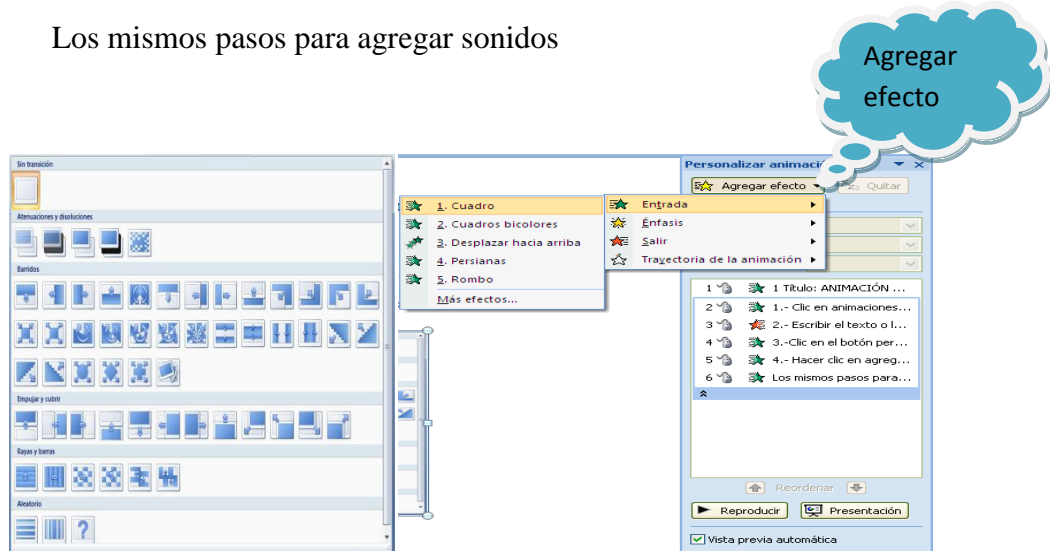 Los mismos pasos para agregar sonidos
Agregar
efecto
Sin transición
Atenuaciones y disoluciones
Barridos
Empujar y cubrir
Rayas y barras
Aleatorio
?
1. Cuadro
2. Cuadros bicolores
3. Desplazar hacia arriba
4. Persianas
5. Rombo
Más efectos...
Personalizar
Agregar efecto
Quitar
Entrada
Énfasis
Salir
Trayectoria de la animación
1 1 Título: ANIMACIÓN ...
2 1.- Clic en animaciones...
3 2.- Escribir el texto o l...
4 3.-Clic en el botón per...
5 4.- Hacer clic en agreg...
6 Los mismos pasos para...
Reordenar
Reproducir
Presentación
Vista previa automática